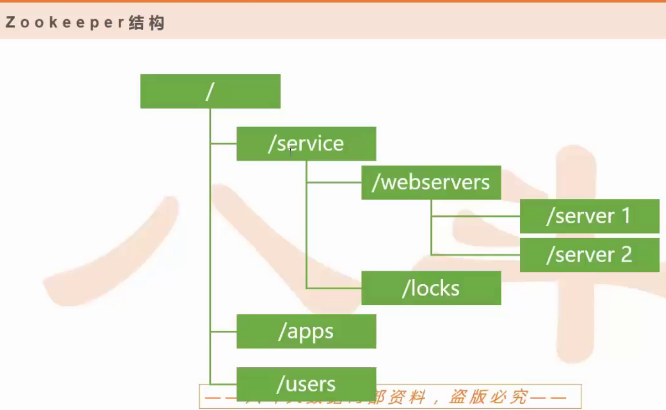 Zookeeper结构
/
/service
/webservers
/server 1
/server 2
/locks
/apps
/users
部资料，盗版必究——